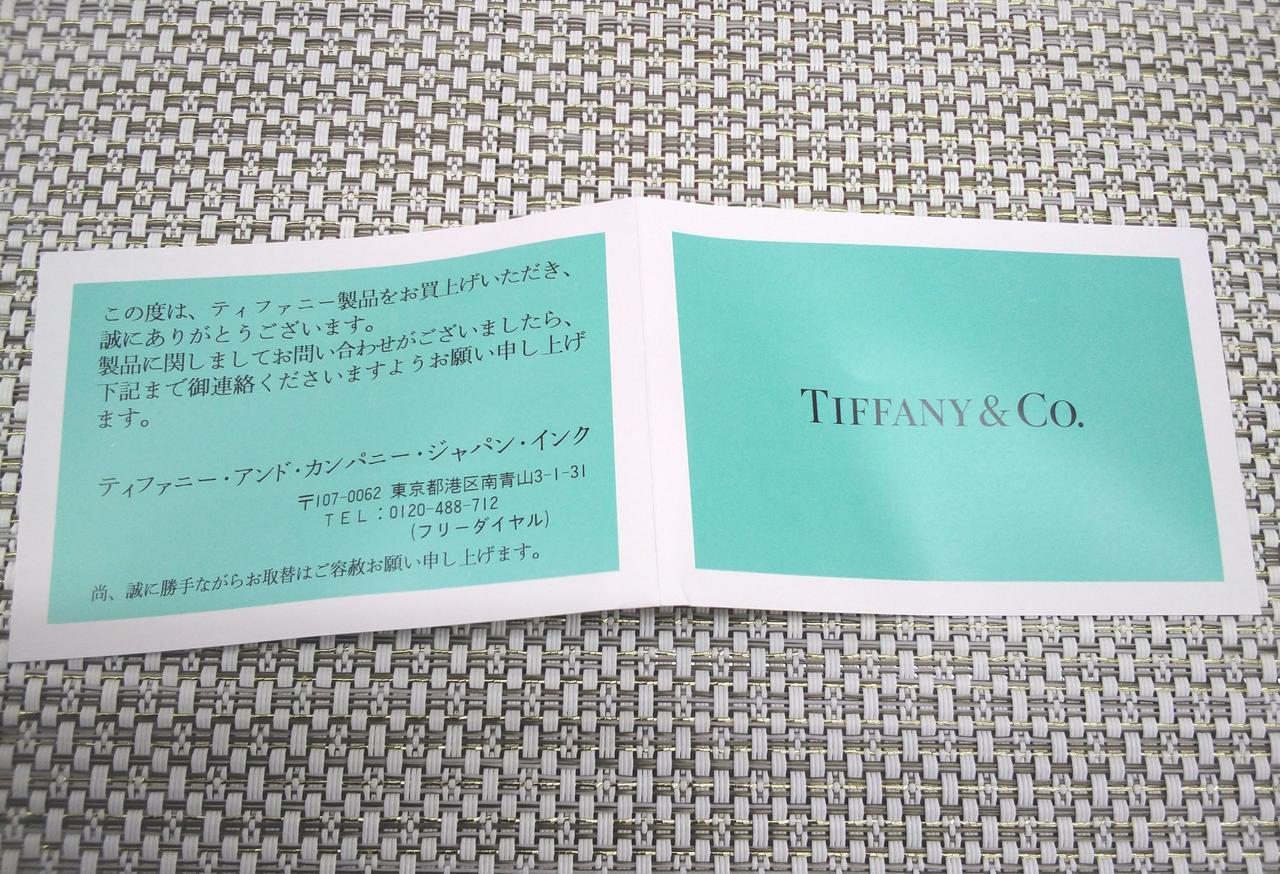 この度は、ティファニー製品をお買上げいただき、
誠にありがとうございます。
製品に関しましてお問い合わせがございましたら、
下記まで御連絡くださいますようお願い申し上げ
ます。
ティファニー・アンド・カンパニー・ジャパン・インク
〒107-0062 東京都港区南青山3-1-31
TEL：0120-488-712
(フリーダイヤル)
尚、誠に勝手ながらお取替はご容赦お願い申し上げます。
TIFFANY & CO.